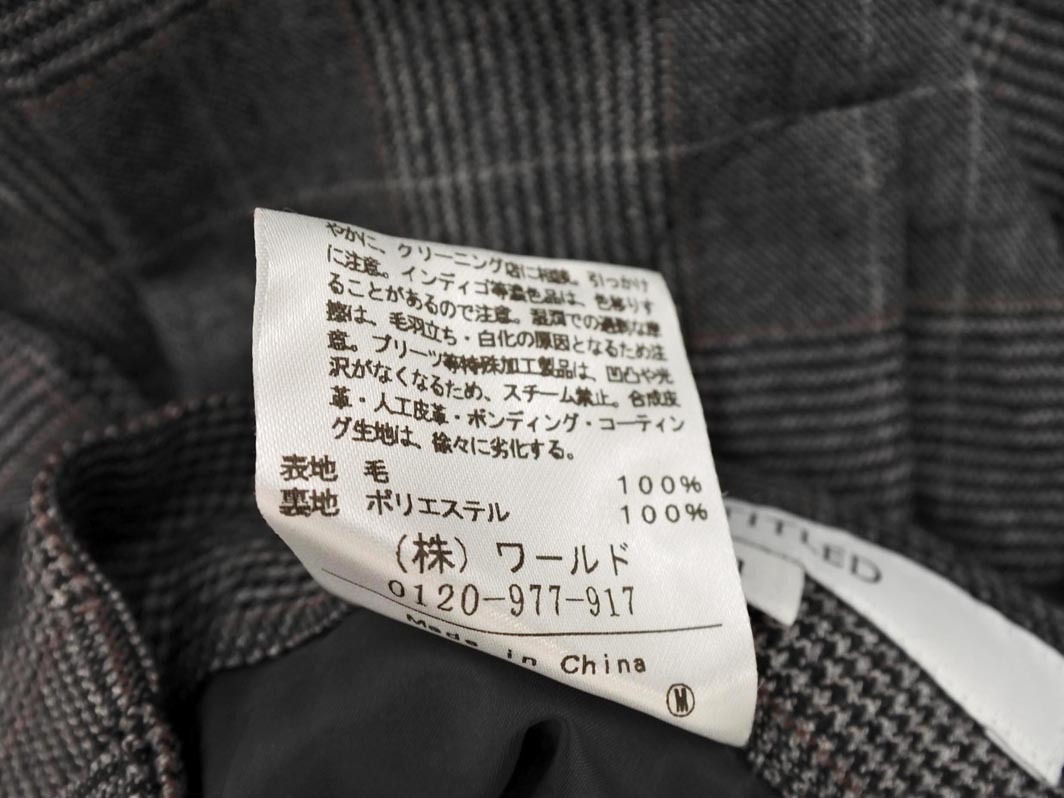 やかに、クリーニング店に相談。引っかけ
に注意。インディゴ等濃色品は、色移りす
ることがあるので注意。湿潤での過剰な摩
擦は、毛羽立ち・白化の原因となるため注
意。プリーツ等特殊加工製品は、凹凸や光
沢がなくなるため、スチーム禁止。合成皮
革・人工皮革・ボンディング・コーティン
グ生地は、徐々に劣化する。
表地 毛 100%
裏地 ポリエステル 100%
(株) ワールド
0120-977-917
Made in China
M
TITLED